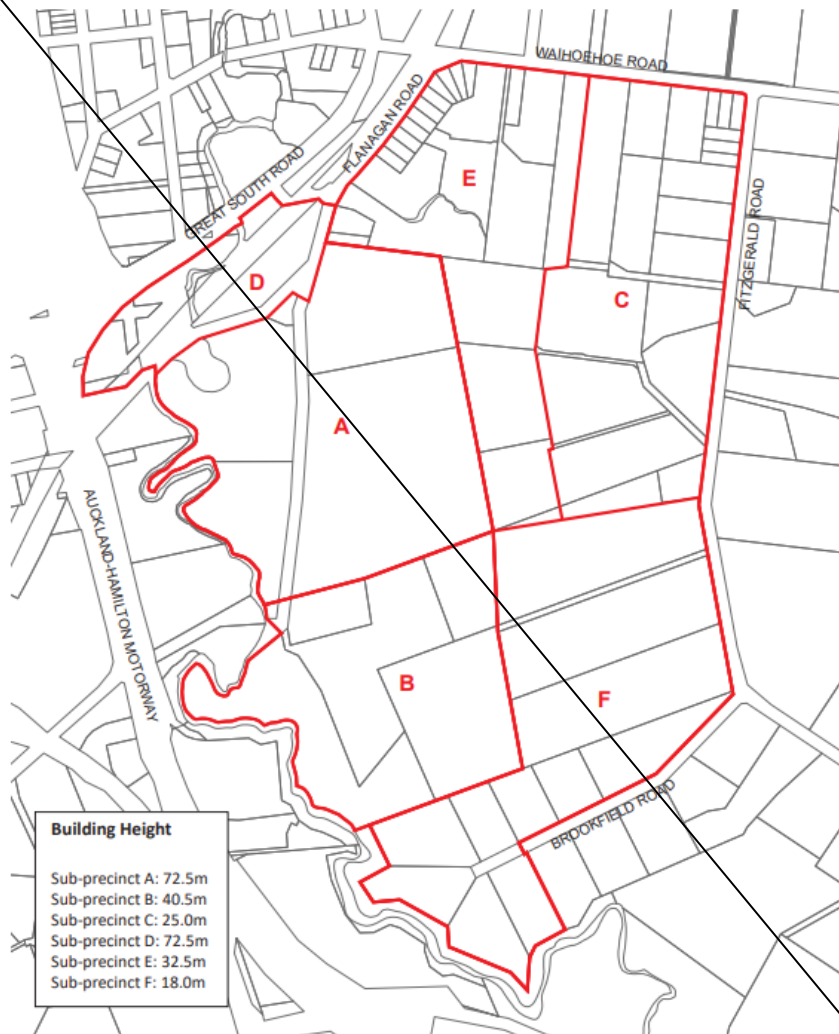 WAIHOEHOE ROAD
FLANAGAN ROAD
GREAT SOUTH ROAD
E
FITZGERALD ROAD
D
C
A
AUCKLAND-HAMILTON MOTORWAY
B
F
BROOKFIELD ROAD
Building Height
Sub-precinct A: 72.5m
Sub-precinct B: 40.5m
Sub-precinct C: 25.0m
Sub-precinct D: 72.5m
Sub-precinct E: 32.5m
Sub-precinct F: 18.0m